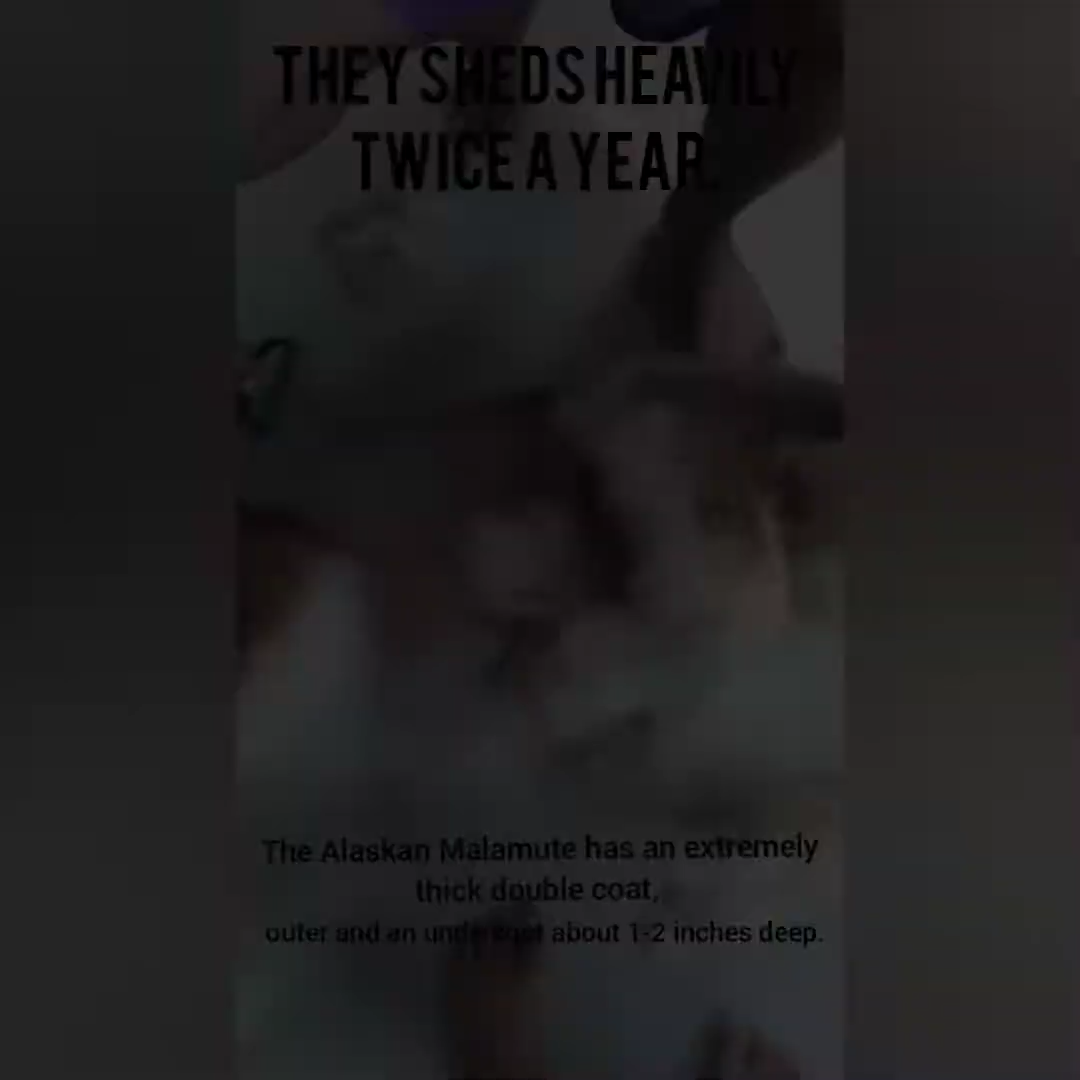 THEY SHEDS HEAVILY
TWICE A YEAR.
The Alaskan Malamute has an extremely
thick double coat,
outer and an undercoat about 1-2 inches deep.